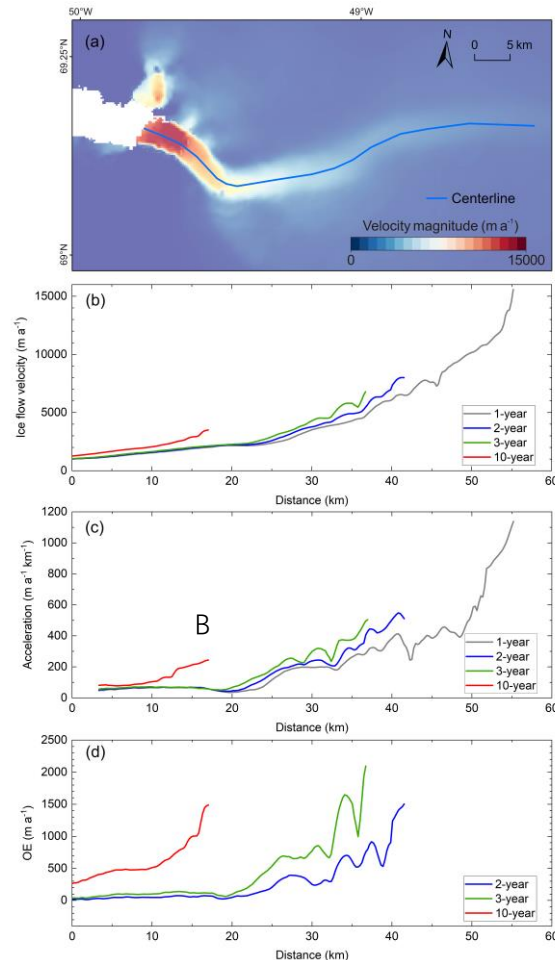 50°W 49°W
(a) N 0 5 km
69.25°N
Centerline
Velocity magnitude (m a⁻¹)
0 15000
69°N
(b)
Ice flow velocity (m a⁻¹)
15000
10000
5000
0
1-year
2-year
3-year
10-year
0 10 20 30 40 50 60
Distance (km)
(c)
Acceleration (m a⁻¹ km⁻¹)
1200
1000
800
600
400
200
0
B
1-year
2-year
3-year
10-year
0 10 20 30 40 50 60
Distance (km)
(d)
OE (m a⁻¹)
2500
2000
1500
1000
500
0
2-year
3-year
10-year
0 10 20 30 40 50 60
Distance (km)